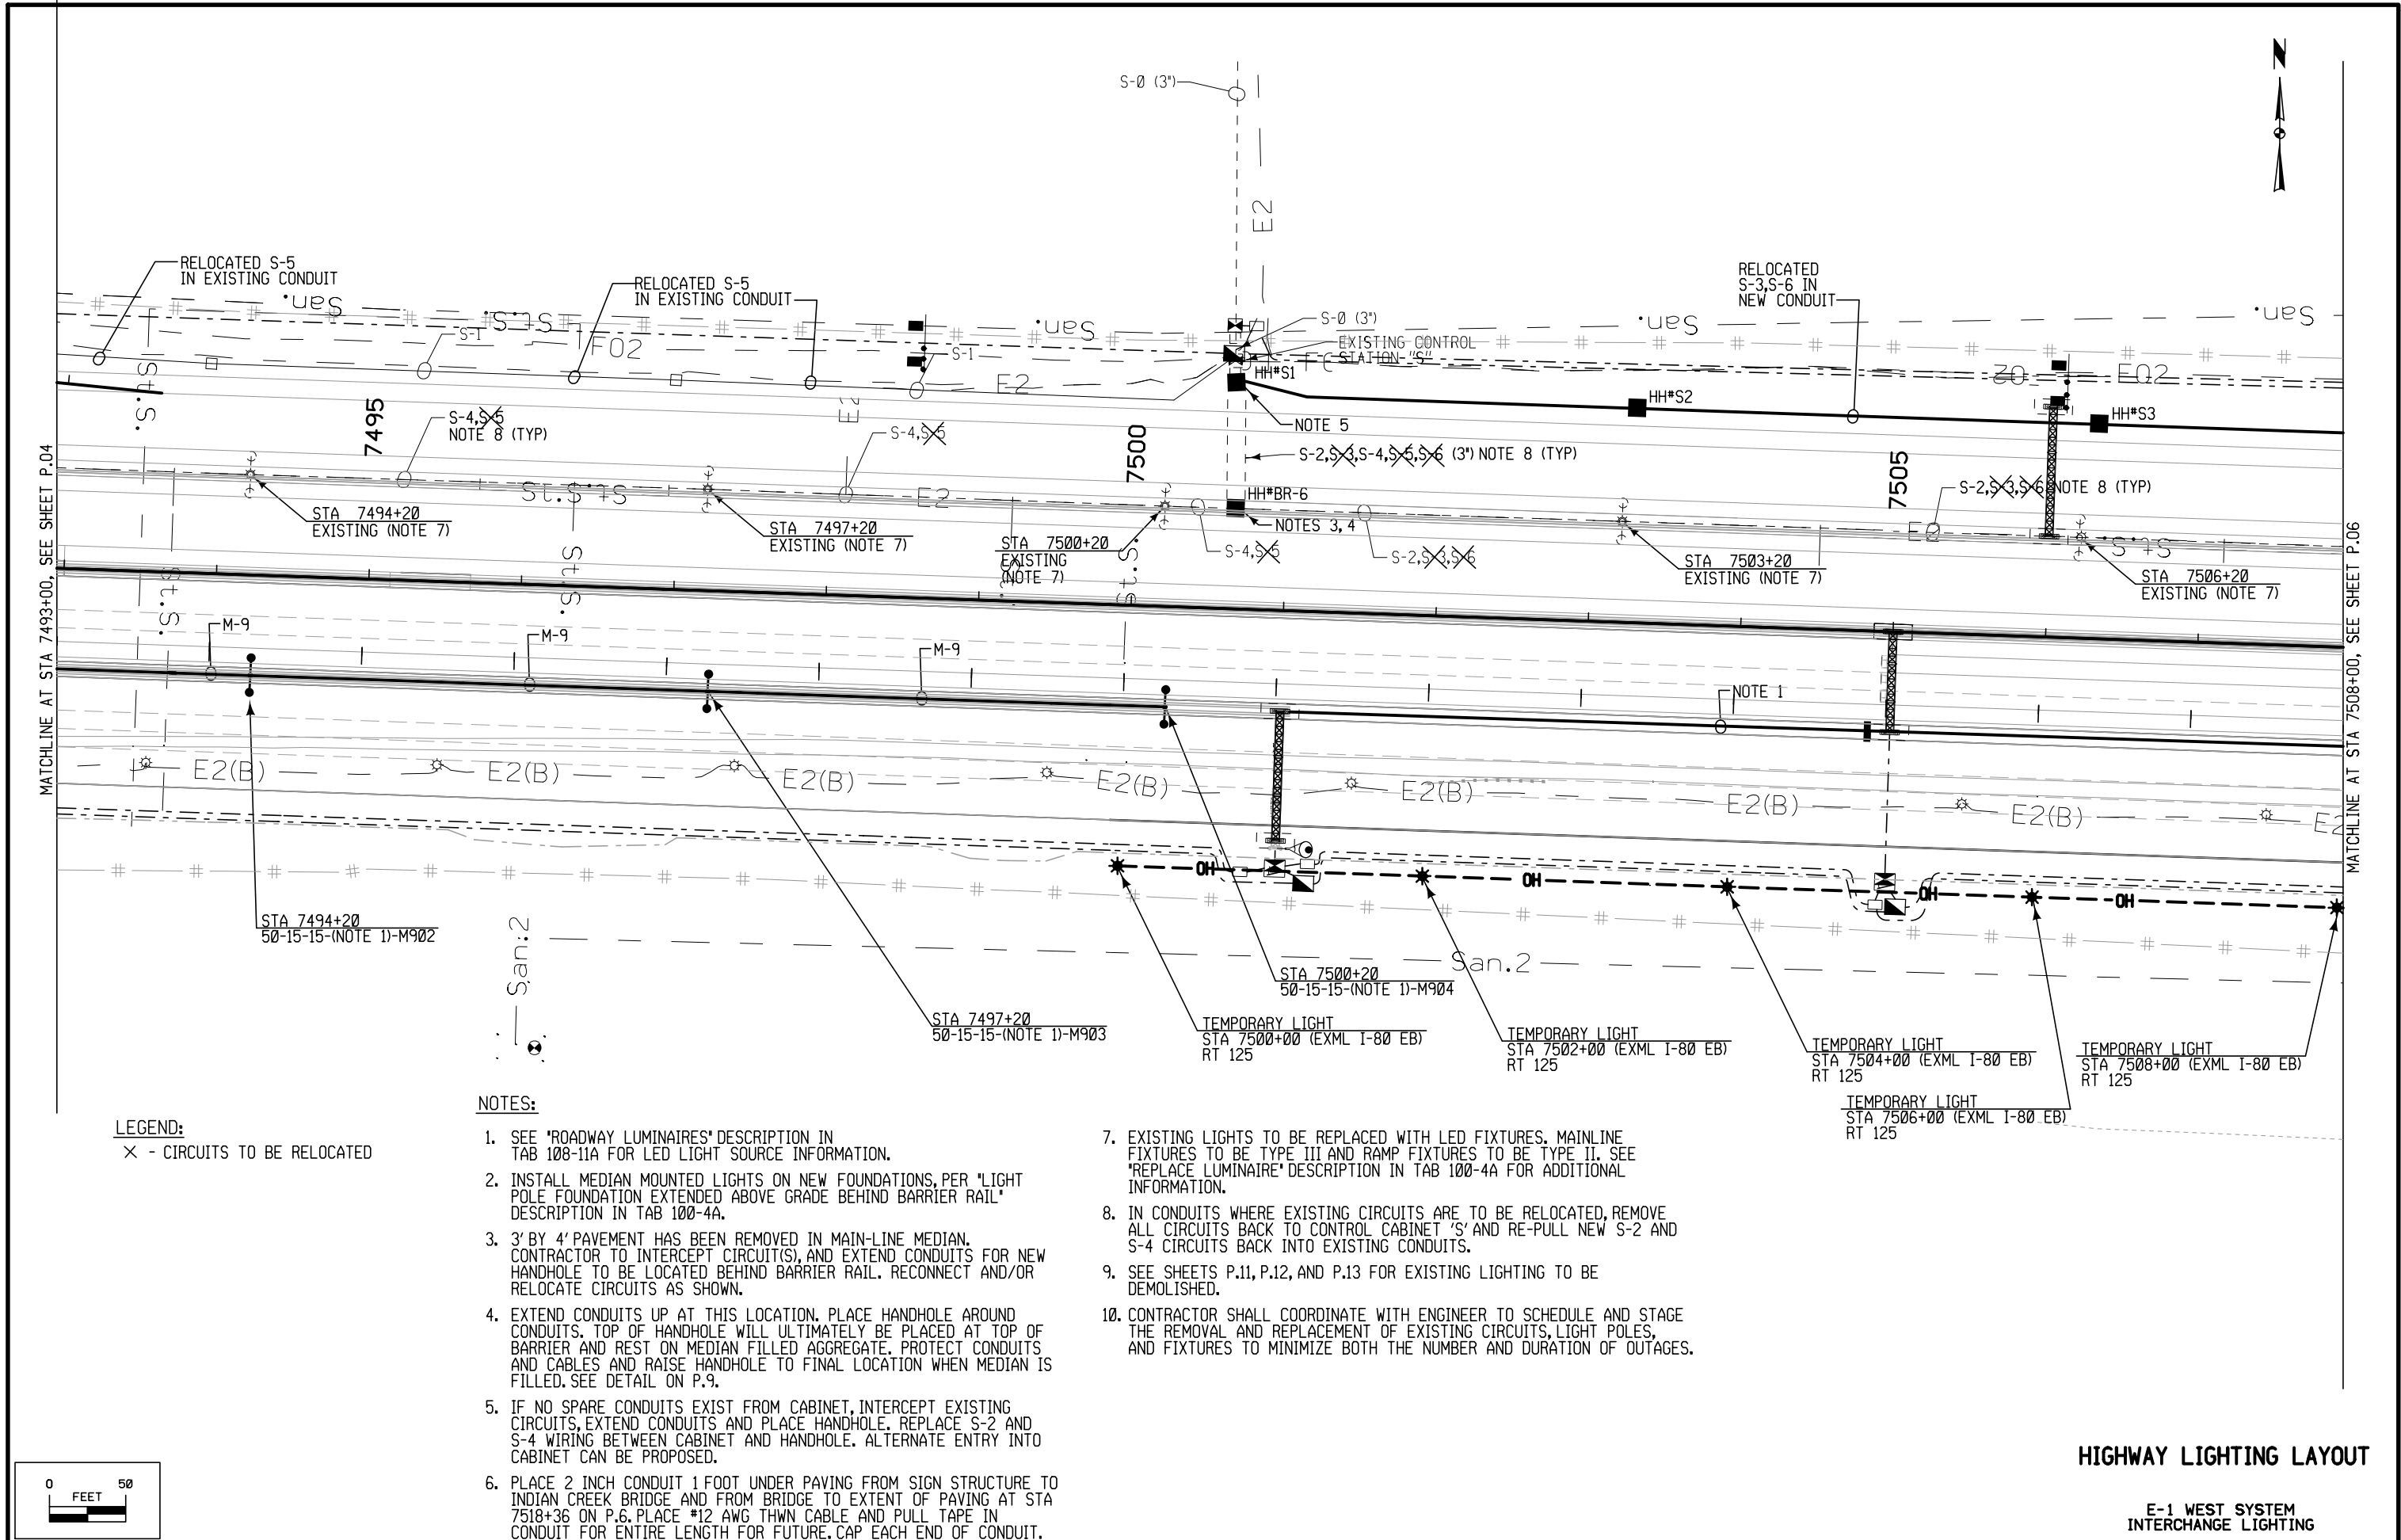 S-0 (3")
N
E2
RELOCATED S-5
IN EXISTING CONDUIT
RELOCATED S-5
IN EXISTING CONDUIT
RELOCATED
S-3,S-6 IN
NEW CONDUIT
San.
St.S.
San.
San.
San.
S-0 (3")
EXISTING CONTROL
STATION "S"
S-1
FO2
S-1
E2
HH#S1
FO2
HH#S2
HH#S3
NOTE 5
St.S.
7495
S-4,S-5
NOTE 8 (TYP)
E2
S-4,S-5
7500
S-2,S-3,S-4,S-5,S-6 (3") NOTE 8 (TYP)
7505
S-2,S-3,S-6 NOTE 8 (TYP)
HH#BR-6
NOTES 3, 4
St.S.
E2
E2
St.S.
STA 7494+20
EXISTING (NOTE 7)
STA 7497+20
EXISTING (NOTE 7)
STA 7500+20
EXISTING
(NOTE 7)
S-4,S-5
S-2,S-3,S-6
STA 7503+20
EXISTING (NOTE 7)
STA 7506+20
EXISTING (NOTE 7)
MATCHLINE AT STA 7493+00, SEE SHEET P.04
MATCHLINE AT STA 7508+00, SEE SHEET P.06
St.S.
St.S.
St.S.
M-9
M-9
M-9
NOTE 1
E2(B)
E2(B)
E2(B)
E2(B)
E2(B)
E2(B)
E2(B)
E2
OH
OH
OH
OH
STA 7494+20
50-15-15-(NOTE 1)-M902
San.2
San.2
STA 7497+20
50-15-15-(NOTE 1)-M903
STA 7500+20
50-15-15-(NOTE 1)-M904
TEMPORARY LIGHT
STA 7500+00 (EXML I-80 EB)
RT 125
TEMPORARY LIGHT
STA 7502+00 (EXML I-80 EB)
RT 125
TEMPORARY LIGHT
STA 7504+00 (EXML I-80 EB)
RT 125
TEMPORARY LIGHT
STA 7508+00 (EXML I-80 EB)
RT 125
TEMPORARY LIGHT
STA 7506+00 (EXML I-80 EB)
RT 125
LEGEND:
X - CIRCUITS TO BE RELOCATED
NOTES:
1. SEE "ROADWAY LUMINAIRES" DESCRIPTION IN
TAB 108-11A FOR LED LIGHT SOURCE INFORMATION.
2. INSTALL MEDIAN MOUNTED LIGHTS ON NEW FOUNDATIONS, PER "LIGHT
POLE FOUNDATION EXTENDED ABOVE GRADE BEHIND BARRIER RAIL"
DESCRIPTION IN TAB 100-4A.
3. 3' BY 4' PAVEMENT HAS BEEN REMOVED IN MAIN-LINE MEDIAN.
CONTRACTOR TO INTERCEPT CIRCUIT(S), AND EXTEND CONDUITS FOR NEW
HANDHOLE TO BE LOCATED BEHIND BARRIER RAIL. RECONNECT AND/OR
RELOCATE CIRCUITS AS SHOWN.
4. EXTEND CONDUITS UP AT THIS LOCATION. PLACE HANDHOLE AROUND
CONDUITS. TOP OF HANDHOLE WILL ULTIMATELY BE PLACED AT TOP OF
BARRIER AND REST ON MEDIAN FILLED AGGREGATE. PROTECT CONDUITS
AND CABLES AND RAISE HANDHOLE TO FINAL LOCATION WHEN MEDIAN IS
FILLED. SEE DETAIL ON P.9.
5. IF NO SPARE CONDUITS EXIST FROM CABINET, INTERCEPT EXISTING
CIRCUITS, EXTEND CONDUITS AND PLACE HANDHOLE. REPLACE S-2 AND
S-4 WIRING BETWEEN CABINET AND HANDHOLE. ALTERNATE ENTRY INTO
CABINET CAN BE PROPOSED.
6. PLACE 2 INCH CONDUIT 1 FOOT UNDER PAVING FROM SIGN STRUCTURE TO
INDIAN CREEK BRIDGE AND FROM BRIDGE TO EXTENT OF PAVING AT STA
7518+36 ON P.6. PLACE #12 AWG THWN CABLE AND PULL TAPE IN
CONDUIT FOR ENTIRE LENGTH FOR FUTURE. CAP EACH END OF CONDUIT.
7. EXISTING LIGHTS TO BE REPLACED WITH LED FIXTURES. MAINLINE
FIXTURES TO BE TYPE III AND RAMP FIXTURES TO BE TYPE II. SEE
"REPLACE LUMINAIRE" DESCRIPTION IN TAB 100-4A FOR ADDITIONAL
INFORMATION.
8. IN CONDUITS WHERE EXISTING CIRCUITS ARE TO BE RELOCATED, REMOVE
ALL CIRCUITS BACK TO CONTROL CABINET 'S' AND RE-PULL NEW S-2 AND
S-4 CIRCUITS BACK INTO EXISTING CONDUITS.
9. SEE SHEETS P.11, P.12, AND P.13 FOR EXISTING LIGHTING TO BE
DEMOLISHED.
10. CONTRACTOR SHALL COORDINATE WITH ENGINEER TO SCHEDULE AND STAGE
THE REMOVAL AND REPLACEMENT OF EXISTING CIRCUITS, LIGHT POLES,
AND FIXTURES TO MINIMIZE BOTH THE NUMBER AND DURATION OF OUTAGES.
0 50
FEET
HIGHWAY LIGHTING LAYOUT
E-1 WEST SYSTEM
INTERCHANGE LIGHTING